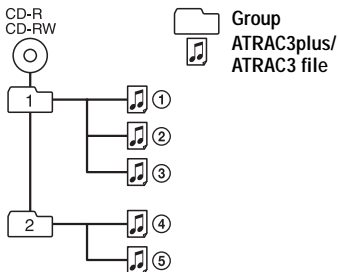 CD-R
CD-RW
Group
ATRAC3plus/
ATRAC3 file
1
①
②
③
2
④
⑤